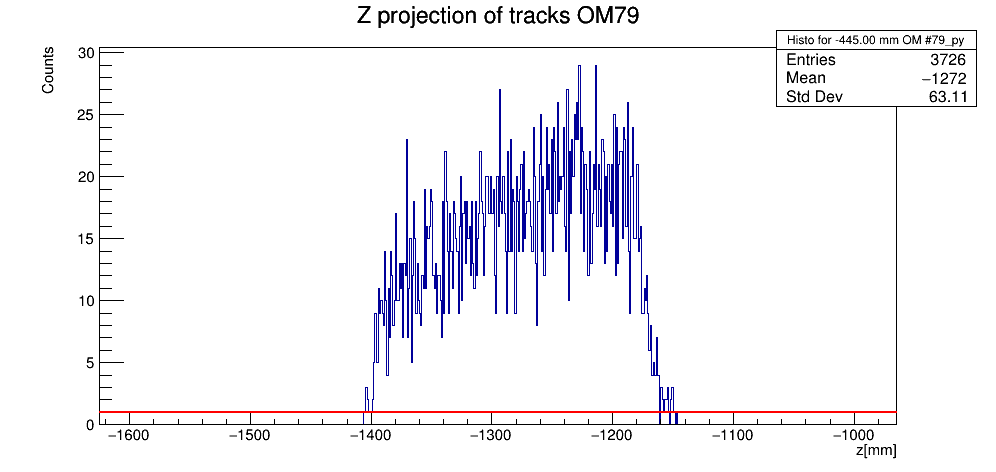 Z projection of tracks OM79
Histo for -445.00 mm OM #79_py
Entries 3726
Mean −1272
Std Dev 63.11
Counts
30
25
20
15
10
5
0
−1600 −1500 −1400 −1300 −1200 −1100 −1000
z[mm]